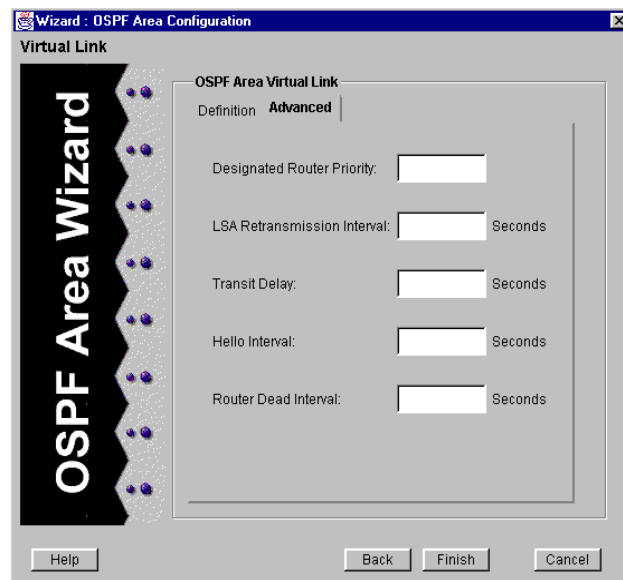 Wizard : OSPF Area Configuration
Virtual Link
OSPF Area Wizard
OSPF Area Virtual Link
Definition Advanced
Designated Router Priority:
LSA Retransmission Interval: Seconds
Transit Delay: Seconds
Hello Interval: Seconds
Router Dead Interval: Seconds
Help Back Finish Cancel